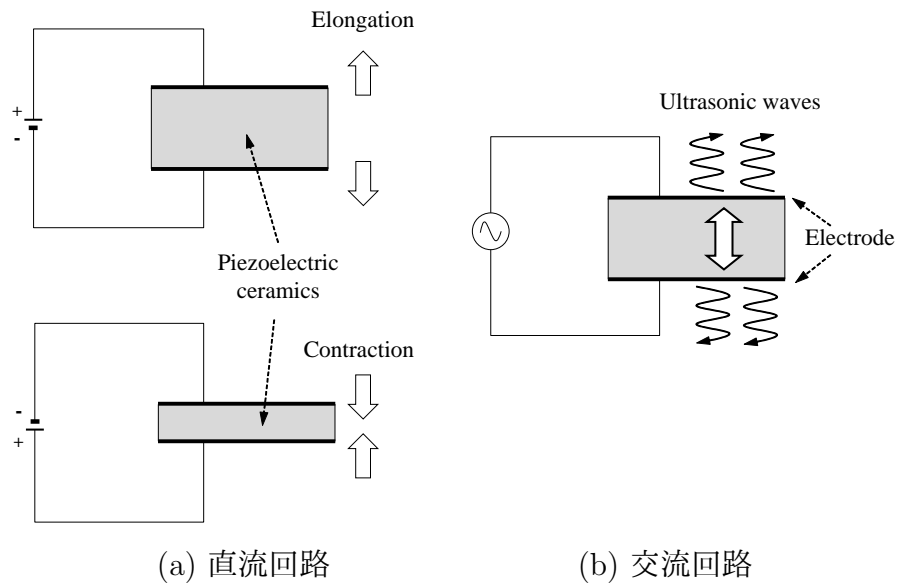 Elongation
+
-
Piezoelectric
ceramics
Contraction
-
+
(a) 直流回路
Ultrasonic waves
Electrode
(b) 交流回路